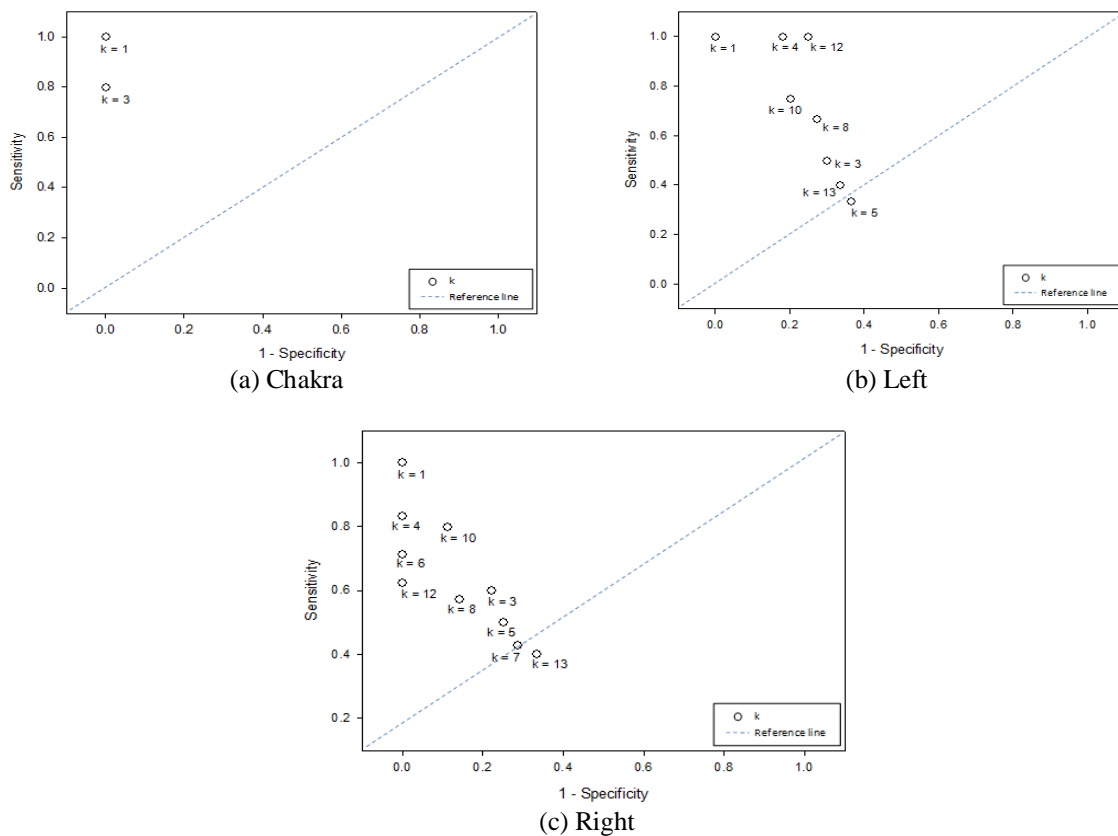 1.0
0.8
0.6
0.4
0.2
0.0
Sensitivity
k = 1
k = 3
k
Reference line
0.0 0.2 0.4 0.6 0.8 1.0
1 - Specificity
(a) Chakra
1.0
0.8
0.6
0.4
0.2
0.0
Sensitivity
k = 1 k = 4 k = 12
k = 10
k = 8
k = 3
k = 13
k = 5
k
Reference line
0.0 0.2 0.4 0.6 0.8 1.0
1 - Specificity
(b) Left
1.0
0.8
0.6
0.4
0.2
Sensitivity
k = 1
k = 4 k = 10
k = 6
k = 12 k = 8 k = 3
k = 5
k = 7 k = 13
k
Reference line
0.0 0.2 0.4 0.6 0.8 1.0
1 - Specificity
(c) Right